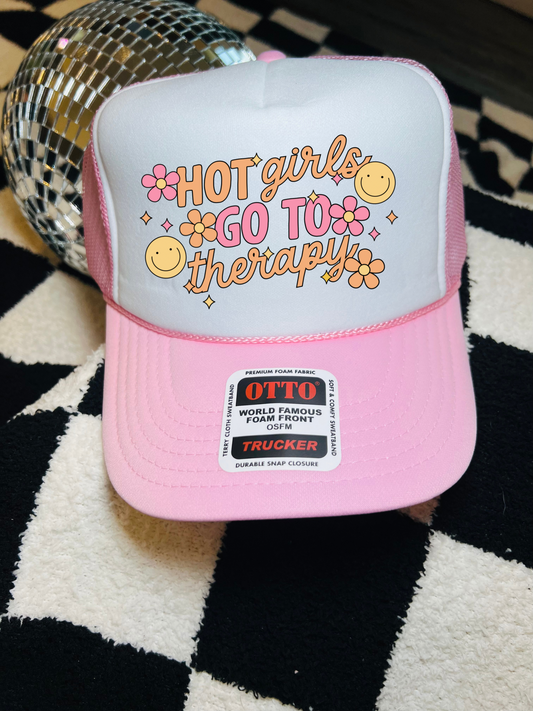 HOT girls
GO TO
therapy
PREMIUM FOAM FABRIC
OTTO®
WORLD FAMOUS
FOAM FRONT
OSFM
TRUCKER
TERRY CLOTH SWEATBAND
SOFT & COMFY SWEATBAND
DURABLE SNAP CLOSURE